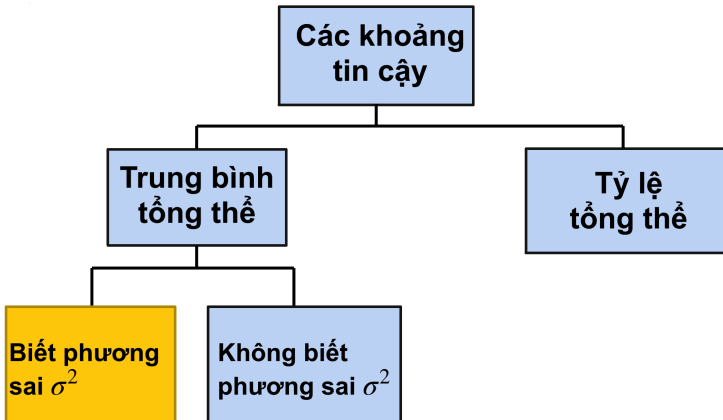 Các khoảng
tin cậy
Trung bình
tổng thể
Tỷ lệ
tổng thể
Biết phương
sai σ²
Không biết
phương sai σ²